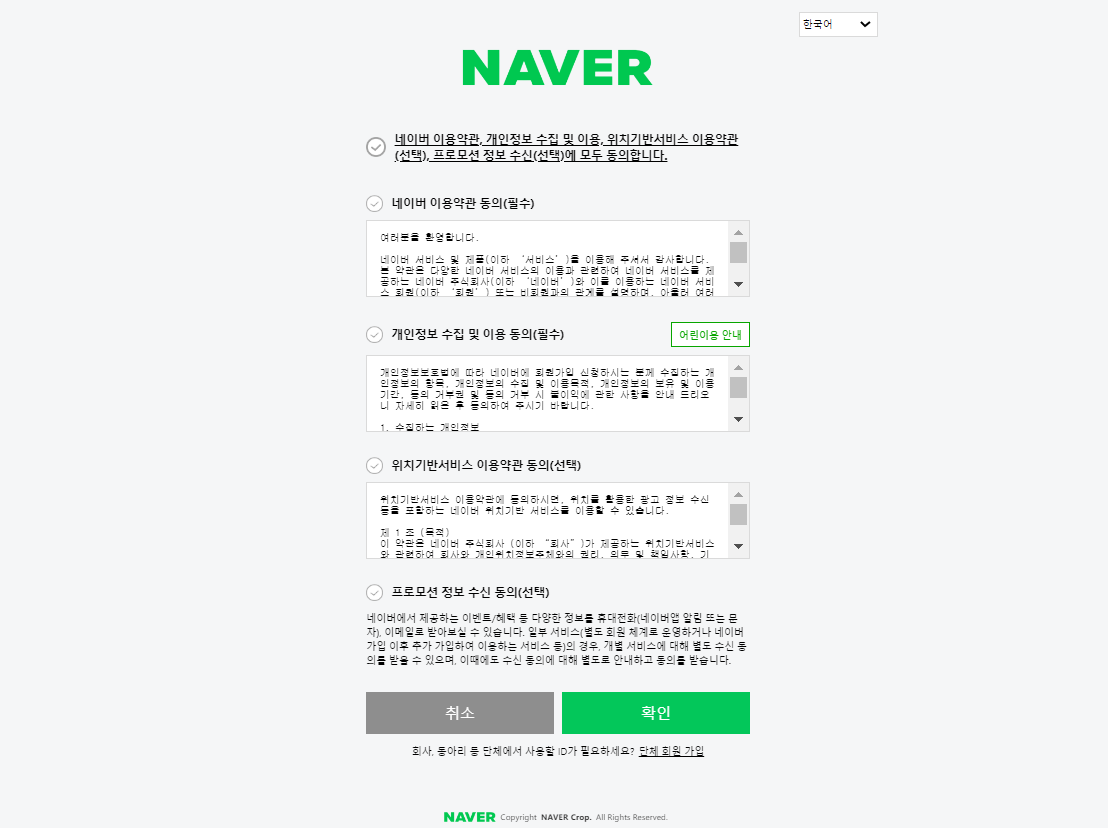 한국어
NAVER
네이버 이용약관, 개인정보 수집 및 이용, 위치기반서비스 이용약관
(선택), 프로모션 정보 수신(선택)에 모두 동의합니다.
네이버 이용약관 동의(필수)
여러분을 환영합니다.
네이버 서비스 및 제품(이하 ‘서비스’)을 이용해 주셔서 감사합니다.
본 약관은 다양한 네이버 서비스의 이용과 관련하여 네이버 서비스를 제
공하는 네이버 주식회사(이하 ‘네이버’)와 이를 이용하는 네이버 서비
스 회원(이하 ‘회원’) 또는 비회원과의 관계를 설명하며, 아울러 여러
개인정보 수집 및 이용 동의(필수)
어린이용 안내
개인정보보호법에 따라 네이버에 회원가입 신청하시는 분께 수집하는 개
인정보의 항목, 개인정보의 수집 및 이용목적, 개인정보의 보유 및 이용
기간, 동의 거부권 및 동의 거부 시 불이익에 관한 사항을 안내 드리오
니 자세히 읽은 후 동의하여 주시기 바랍니다.
1. 수집하는 개인정보
위치기반서비스 이용약관 동의(선택)
위치기반서비스 이용약관에 동의하시면, 위치를 활용한 광고 정보 수신
등을 포함하는 네이버 위치기반 서비스를 이용할 수 있습니다.
제 1 조 (목적)
이 약관은 네이버 주식회사 (이하 “회사”)가 제공하는 위치기반서비스
와 관련하여 회사와 개인위치정보주체와의 권리, 의무 및 책임사항, 기
프로모션 정보 수신 동의(선택)
네이버에서 제공하는 이벤트/혜택 등 다양한 정보를 휴대전화(네이버앱 알림 또는 문
자), 이메일로 받아보실 수 있습니다. 일부 서비스(별도 회원 체계로 운영하거나 네이버
가입 이후 추가 가입하여 이용하는 서비스 등)의 경우, 개별 서비스에 대해 별도 수신 동
의를 받을 수 있으며, 이때에도 수신 동의에 대해 별도로 안내하고 동의를 받습니다.
취소
확인
회사, 동아리 등 단체에서 사용할 ID가 필요하세요? 단체 회원 가입
NAVER Copyright NAVER Crop. All Rights Reserved.